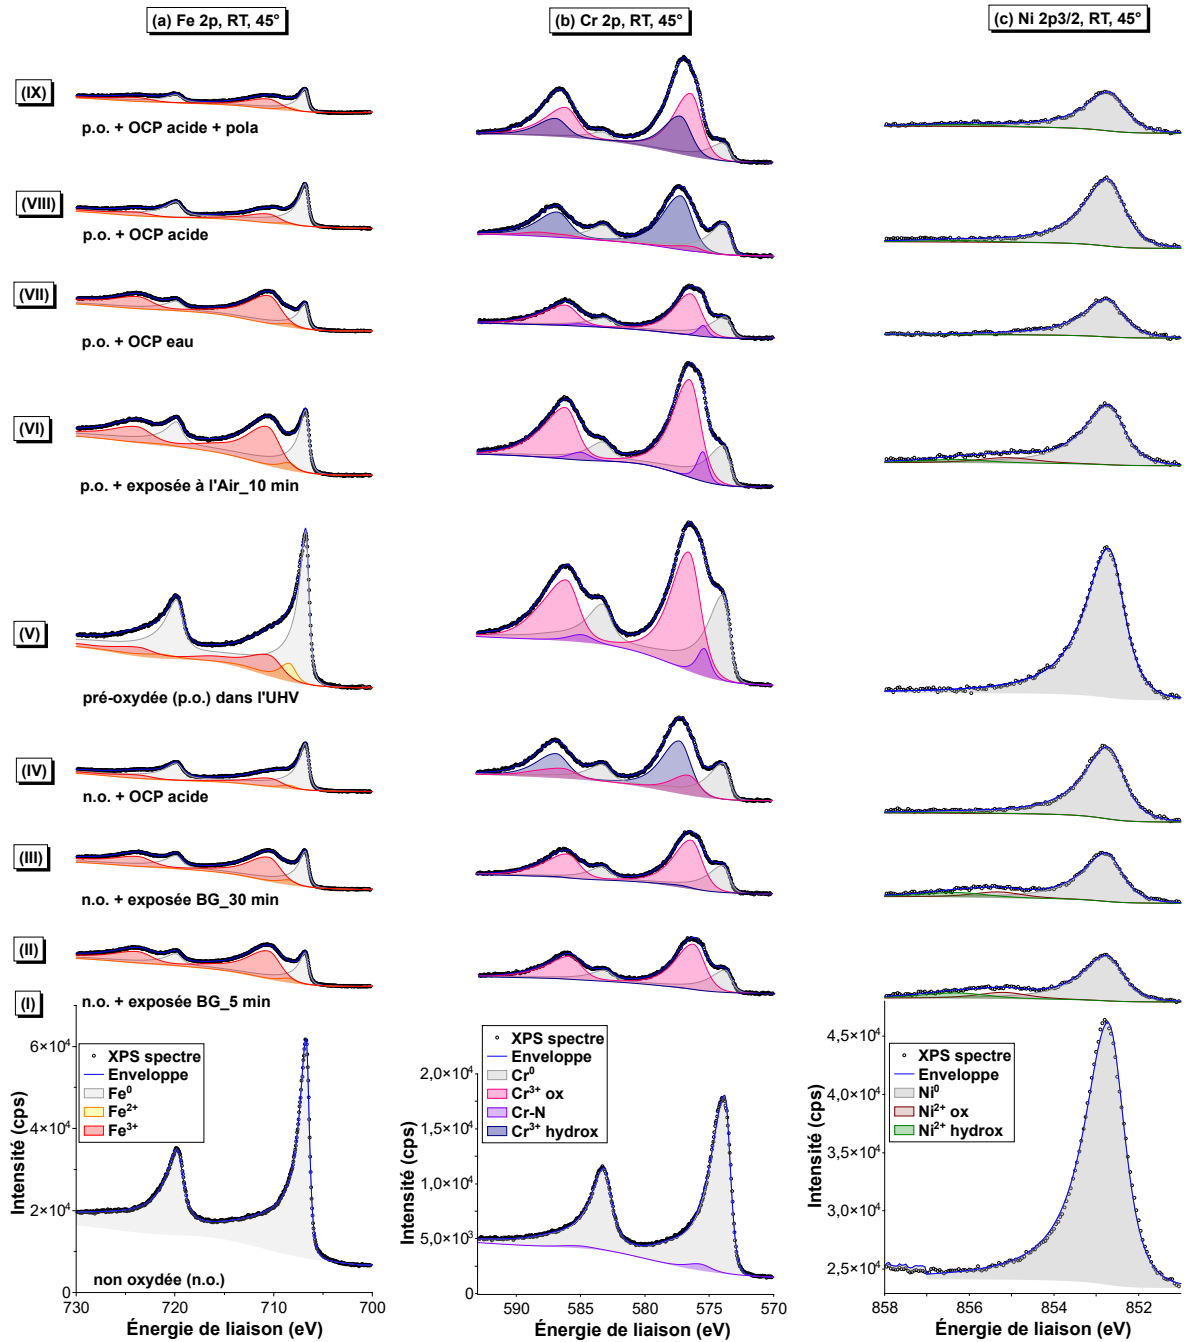 (a) Fe 2p, RT, 45°
(b) Cr 2p, RT, 45°
(c) Ni 2p3/2, RT, 45°
(IX)
p.o. + OCP acide + pola
(VIII)
p.o. + OCP acide
(VII)
p.o. + OCP eau
(VI)
p.o. + exposée à l'Air_10 min
(V)
pré-oxydée (p.o.) dans l'UHV
(IV)
n.o. + OCP acide
(III)
n.o. + exposée BG_30 min
(II)
n.o. + exposée BG_5 min
(I)
Intensité (cps)
6×10⁴
4×10⁴
2×10⁴
0
XPS spectre
Enveloppe
Fe⁰
Fe²⁺
Fe³⁺
non oxydée (n.o.)
730 720 710 700
Énergie de liaison (eV)
Intensité (cps)
2,0×10⁴
1,5×10⁴
1,0×10⁴
5,0×10³
0
XPS spectre
Enveloppe
Cr⁰
Cr³⁺ ox
Cr-N
Cr³⁺ hydrox
590 585 580 575 570
Énergie de liaison (eV)
Intensité (cps)
4,5×10⁴
4,0×10⁴
3,5×10⁴
3,0×10⁴
2,5×10⁴
XPS spectre
Enveloppe
Ni⁰
Ni²⁺ ox
Ni²⁺ hydrox
858 856 854 852
Énergie de liaison (eV)